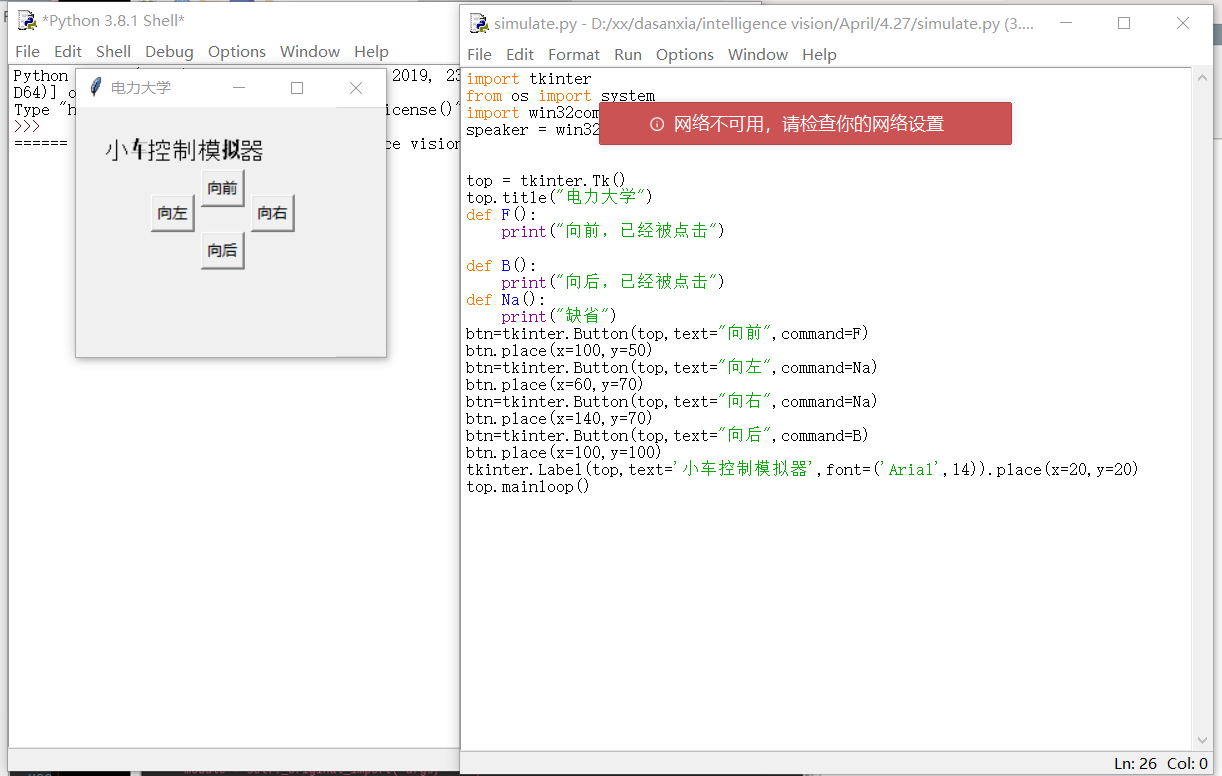 *Python 3.8.1 Shell*
File Edit Shell Debug Options Window Help
Python
2019, 23
D64)] o
Type "h
icense()"
>>>
======
ce vision
电力大学
小车控制模拟器
向前
向左
向右
向后
simulate.py - D:/xx/dasanxia/intelligence vision/April/4.27/simulate.py (3....
File Edit Format Run Options Window Help
import tkinter
from os import system
import win32com
speaker = win32
网络不可用，请检查你的网络设置
top = tkinter.Tk()
top.title("电力大学")
def F():
print("向前，已经被点击")
def B():
print("向后，已经被点击")
def Na():
print("缺省")
btn=tkinter.Button(top,text="向前",command=F)
btn.place(x=100,y=50)
btn=tkinter.Button(top,text="向左",command=Na)
btn.place(x=60,y=70)
btn=tkinter.Button(top,text="向右",command=Na)
btn.place(x=140,y=70)
btn=tkinter.Button(top,text="向后",command=B)
btn.place(x=100,y=100)
tkinter.Label(top,text='小车控制模拟器',font=('Arial',14)).place(x=20,y=20)
top.mainloop()
Ln: 26 Col: 0